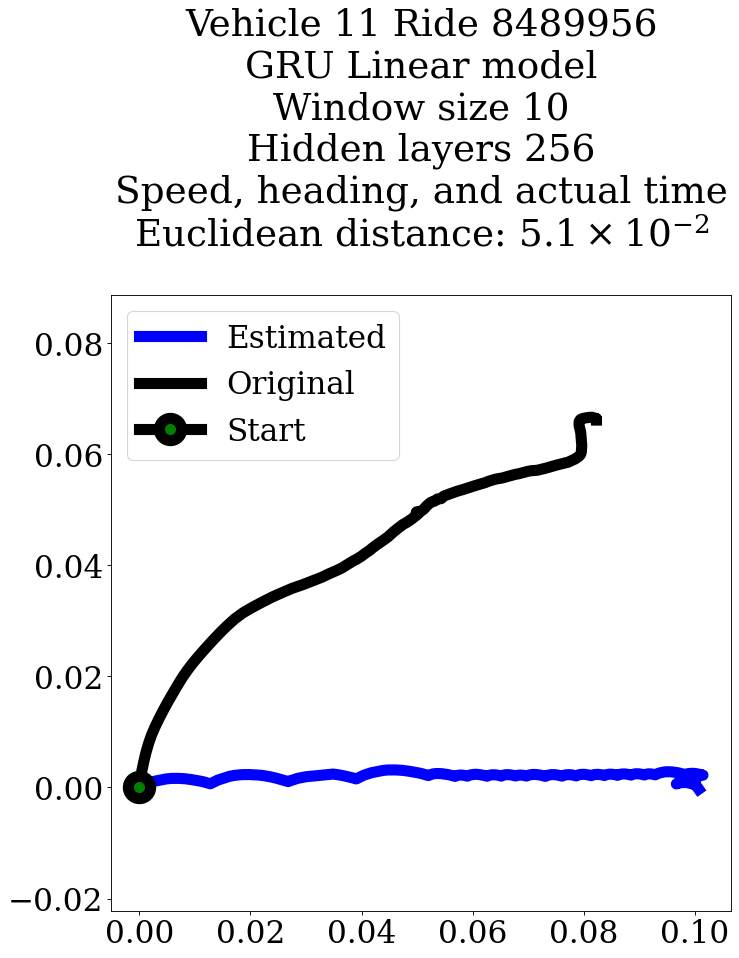 Vehicle 11 Ride 8489956
GRU Linear model
Window size 10
Hidden layers 256
Speed, heading, and actual time
Euclidean distance: 5.1 × 10⁻²
Estimated
Original
Start
0.08
0.06
0.04
0.02
0.00
−0.02
0.00 0.02 0.04 0.06 0.08 0.10